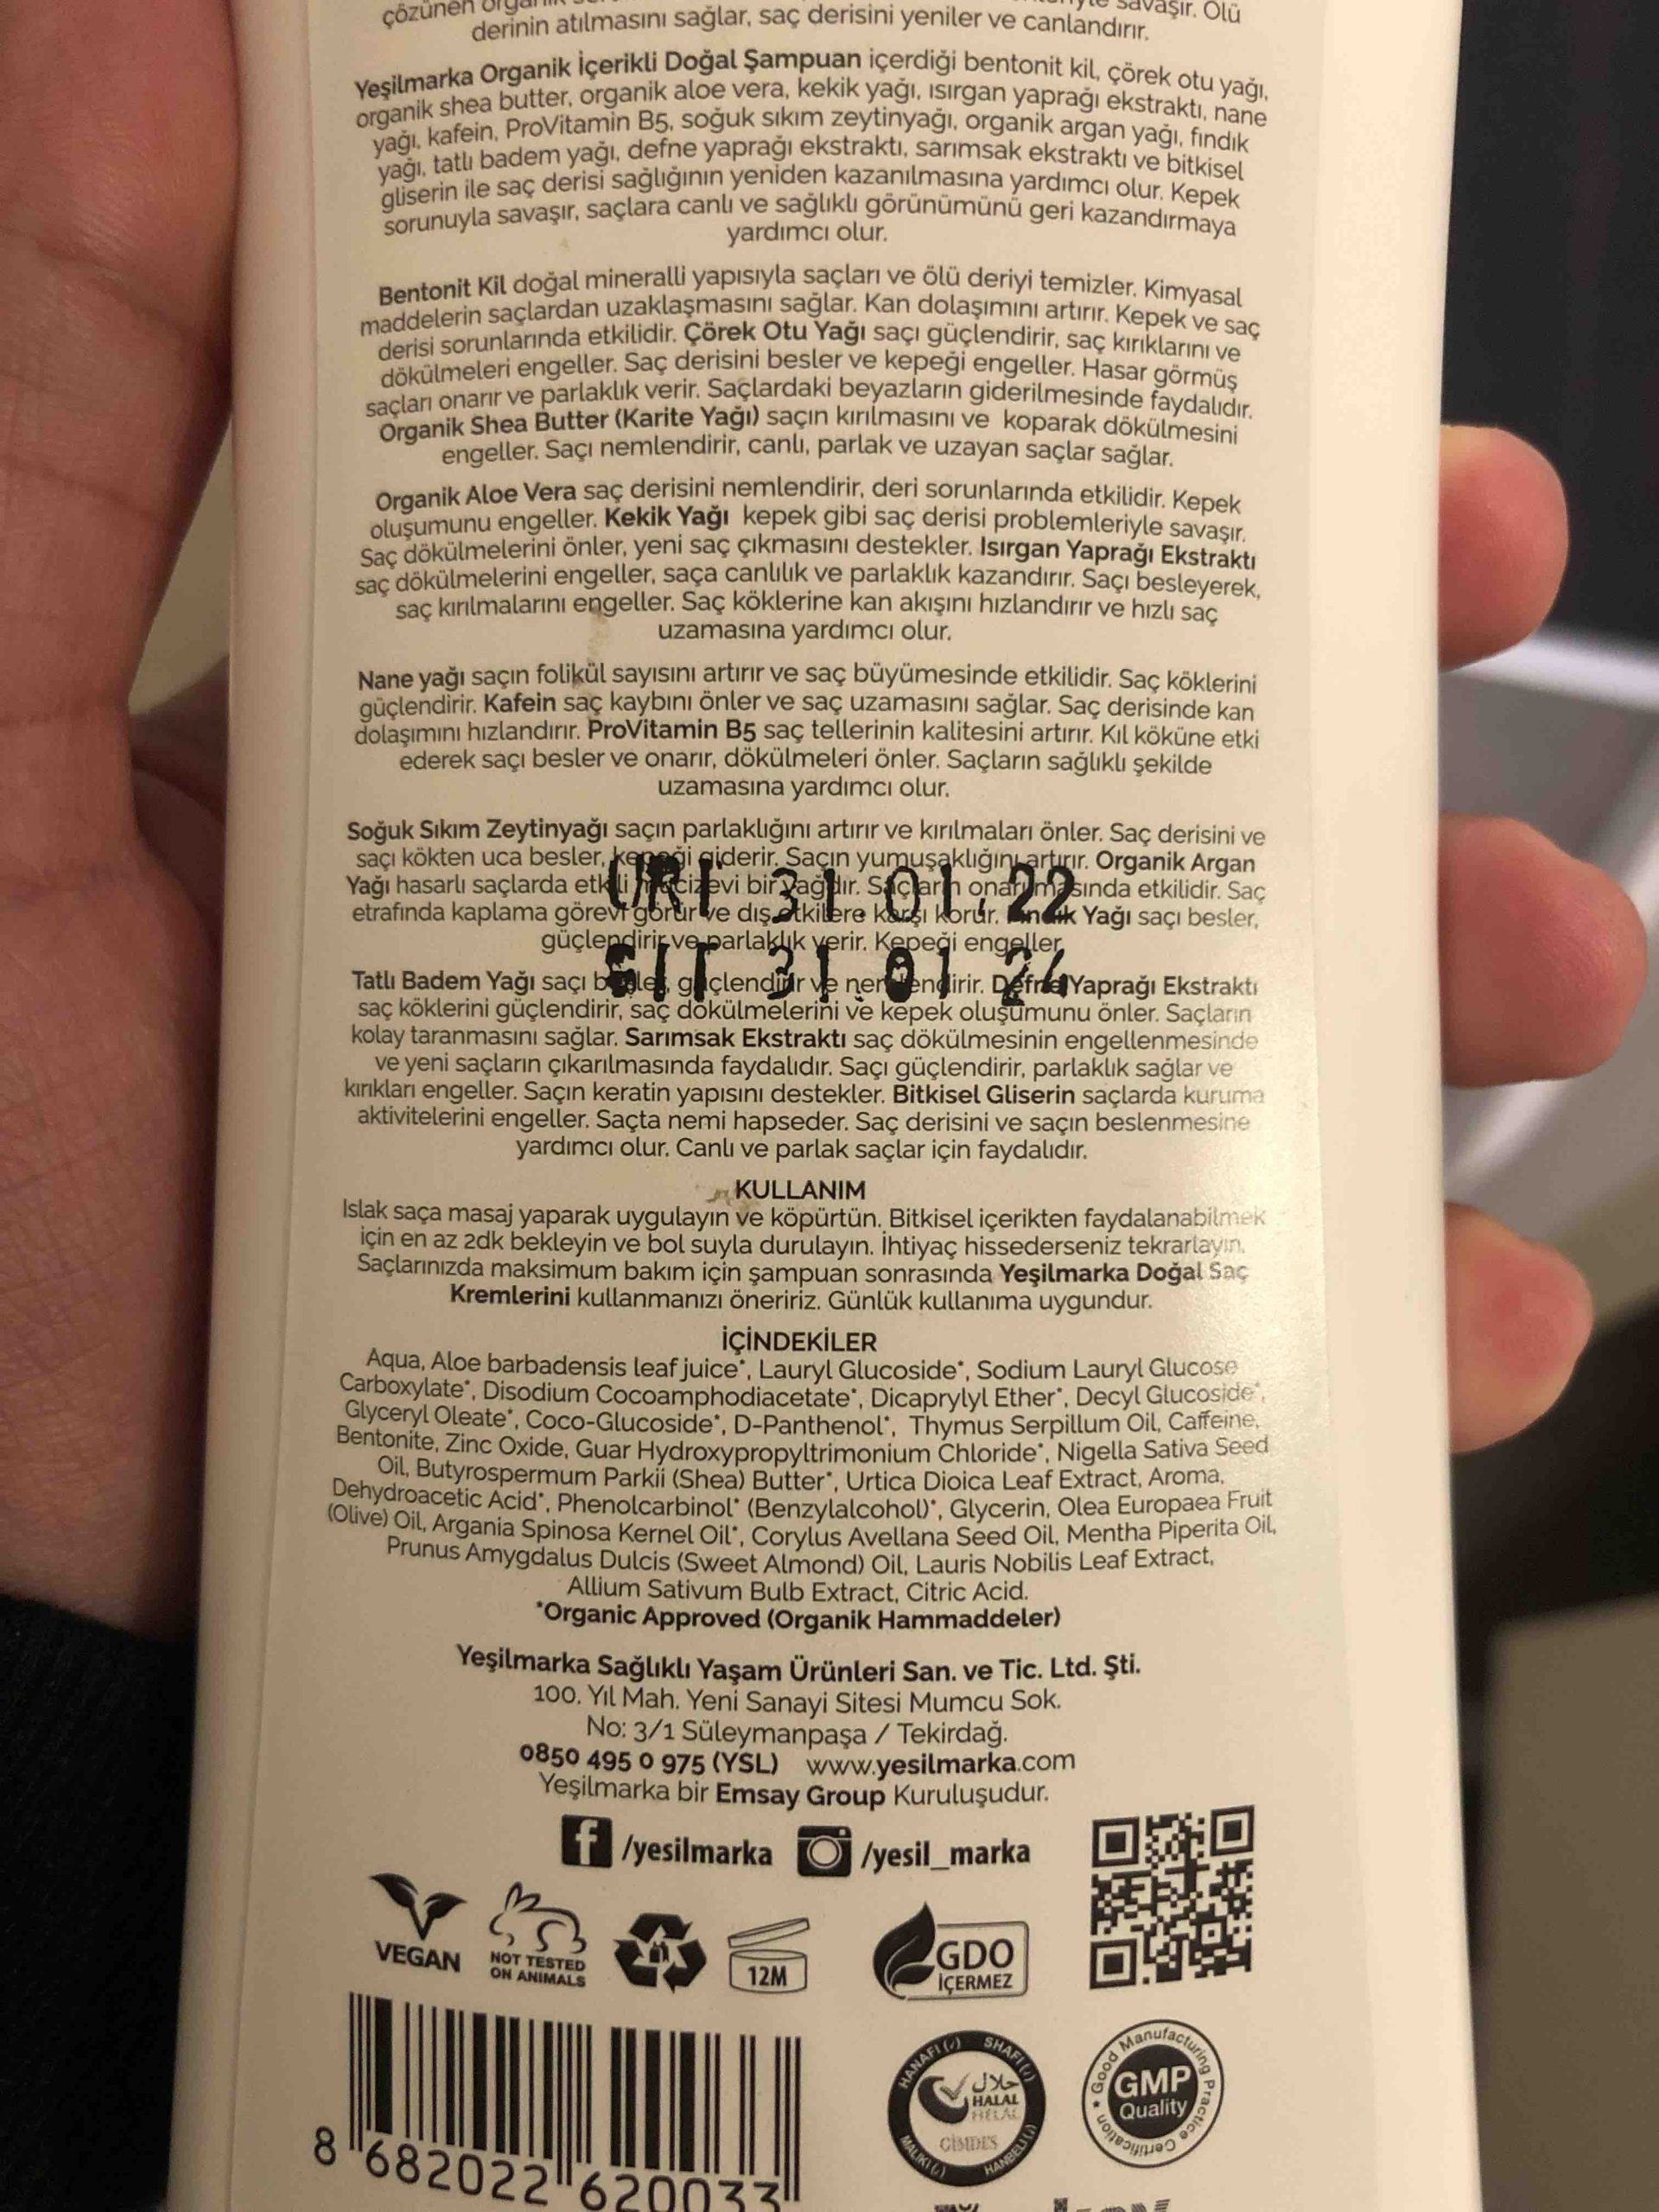 çözünen
savaşır. Ölü
derinin atılmasını sağlar, saç derisini yeniler ve canlandırır.
Yeşilmarka Organik İçerikli Doğal Şampuan içerdiği bentonit kil, çörek otu yağı,
organik shea butter, organik aloe vera, kekik yağı, ısırgan yaprağı ekstraktı, nane
yağı, kafein, ProVitamin B5, soğuk sıkım zeytinyağı, organik argan yağı, fındık
yağı, tatlı badem yağı, defne yaprağı ekstraktı, sarımsak ekstraktı ve bitkisel
gliserin ile saç derisi sağlığının yeniden kazanılmasına yardımcı olur. Kepek
sorunuyla savaşır, saçlara canlı ve sağlıklı görünümünü geri kazandırmaya
yardımcı olur.
Bentonit Kil doğal mineralli yapısıyla saçları ve ölü deriyi temizler. Kimyasal
maddelerin saçlardan uzaklaşmasını sağlar. Kan dolaşımını artırır. Kepek ve saç
derisi sorunlarında etkilidir. Çörek Otu Yağı saçı güçlendirir, saç kırıklarını ve
dökülmeleri engeller. Saç derisini besler ve kepeği engeller. Hasar görmüş
saçları onarır ve parlaklık verir. Saçlardaki beyazların giderilmesinde faydalıdır.
Organik Shea Butter (Karite Yağı) saçın kırılmasını ve koparak dökülmesini
engeller. Saçı nemlendirir, canlı, parlak ve uzayan saçlar sağlar.
Organik Aloe Vera saç derisini nemlendirir, deri sorunlarında etkilidir. Kepek
oluşumunu engeller. Kekik Yağı kepek gibi saç derisi problemleriyle savaşır.
Saç dökülmelerini önler, yeni saç çıkmasını destekler. Isırgan Yaprağı Ekstraktı
saç dökülmelerini engeller, saça canlılık ve parlaklık kazandırır. Saçı besleyerek,
saç kırılmalarını engeller. Saç köklerine kan akışını hızlandırır ve hızlı saç
uzamasına yardımcı olur.
Nane yağı saçın folikül sayısını artırır ve saç büyümesinde etkilidir. Saç köklerini
güçlendirir. Kafein saç kaybını önler ve saç uzamasını sağlar. Saç derisinde kan
dolaşımını hızlandırır. ProVitamin B5 saç tellerinin kalitesini artırır. Kıl köküne etki
ederek saçı besler ve onarır, dökülmeleri önler. Saçların sağlıklı şekilde
uzamasına yardımcı olur.
Soğuk Sıkım Zeytinyağı saçın parlaklığını artırır ve kırılmaları önler. Saç derisini ve
saçı kökten uca besler, kepeği giderir. Saçın yumuşaklığını artırır. Organik Argan
Yağı hasarlı saçlarda etkili mucizevi bir yağdır. Saçların onarılmasında etkilidir. Saç
etrafında kaplama görevi görür ve dış etkilere karşı korur. Fındık Yağı saçı besler,
güçlendirir ve parlaklık verir. Kepeği engeller.
ÜRT 31.01.22
STT 31.01.24
Tatlı Badem Yağı saçı besler, güçlendirir ve nemlendirir. Defne Yaprağı Ekstraktı
saç köklerini güçlendirir, saç dökülmelerini ve kepek oluşumunu önler. Saçların
kolay taranmasını sağlar. Sarımsak Ekstraktı saç dökülmesinin engellenmesinde
ve yeni saçların çıkarılmasında faydalıdır. Saçı güçlendirir, parlaklık sağlar ve
kırıkları engeller. Saçın keratin yapısını destekler. Bitkisel Gliserin saçlarda kuruma
aktivitelerini engeller. Saçta nemi hapseder. Saç derisini ve saçın beslenmesine
yardımcı olur. Canlı ve parlak saçlar için faydalıdır.
KULLANIM
Islak saça masaj yaparak uygulayın ve köpürtün. Bitkisel içerikten faydalanabilmek
için en az 2dk bekleyin ve bol suyla durulayın. İhtiyaç hissederseniz tekrarlayın.
Saçlarınızda maksimum bakım için şampuan sonrasında Yeşilmarka Doğal Saç
Kremlerini kullanmanızı öneririz. Günlük kullanıma uygundur.
İÇİNDEKİLER
Aqua, Aloe barbadensis leaf juice*, Lauryl Glucoside*, Sodium Lauryl Glucose
Carboxylate*, Disodium Cocoamphodiacetate*, Dicaprylyl Ether*, Decyl Glucoside*,
Glyceryl Oleate*, Coco-Glucoside*, D-Panthenol*, Thymus Serpillum Oil, Caffeine,
Bentonite, Zinc Oxide, Guar Hydroxypropyltrimonium Chloride*, Nigella Sativa Seed
Oil, Butyrospermum Parkii (Shea) Butter*, Urtica Dioica Leaf Extract, Aroma,
Dehydroacetic Acid*, Phenolcarbinol* (Benzylalcohol)*, Glycerin, Olea Europaea Fruit
(Olive) Oil, Argania Spinosa Kernel Oil*, Corylus Avellana Seed Oil, Mentha Piperita Oil,
Prunus Amygdalus Dulcis (Sweet Almond) Oil, Lauris Nobilis Leaf Extract,
Allium Sativum Bulb Extract, Citric Acid.
*Organic Approved (Organik Hammaddeler)
Yeşilmarka Sağlıklı Yaşam Ürünleri San. ve Tic. Ltd. Şti.
100. Yıl Mah. Yeni Sanayi Sitesi Mumcu Sok.
No: 3/1 Süleymanpaşa / Tekirdağ.
0850 495 0 975 (YSL) www.yesilmarka.com
Yeşilmarka bir Emsay Group Kuruluşudur.
/yesilmarka /yesil_marka
VEGAN
NOT TESTED
ON ANIMALS
12M
GDO
İÇERMEZ
HANAFI (✓) SHAFI (✓)
حلال
HALAL
HELAL
GİMDES
MALIKI (✓) HANBELI (✓)
Good Manufacturing Practice Certification
GMP
Quality
8 682022 620033